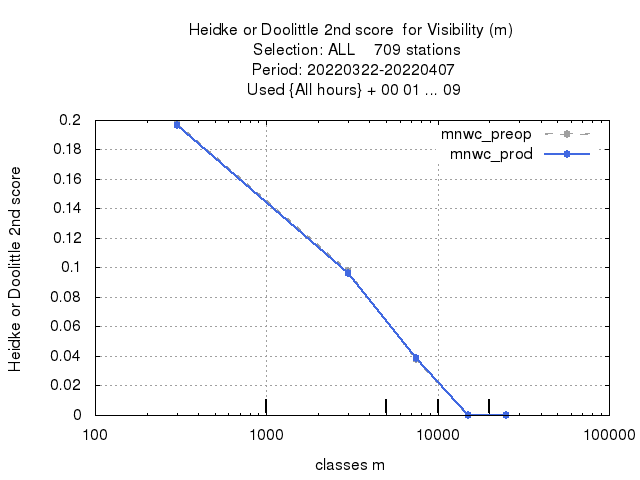 Heidke or Doolittle 2nd score  for Visibility (m)
Selection: ALL    709 stations
Period: 20220322-20220407
Used {All hours} + 00 01 ... 09
mnwc_preop
mnwc_prod
Heidke or Doolittle 2nd score
0.2
0.18
0.16
0.14
0.12
0.1
0.08
0.06
0.04
0.02
0
100
1000
10000
100000
classes m